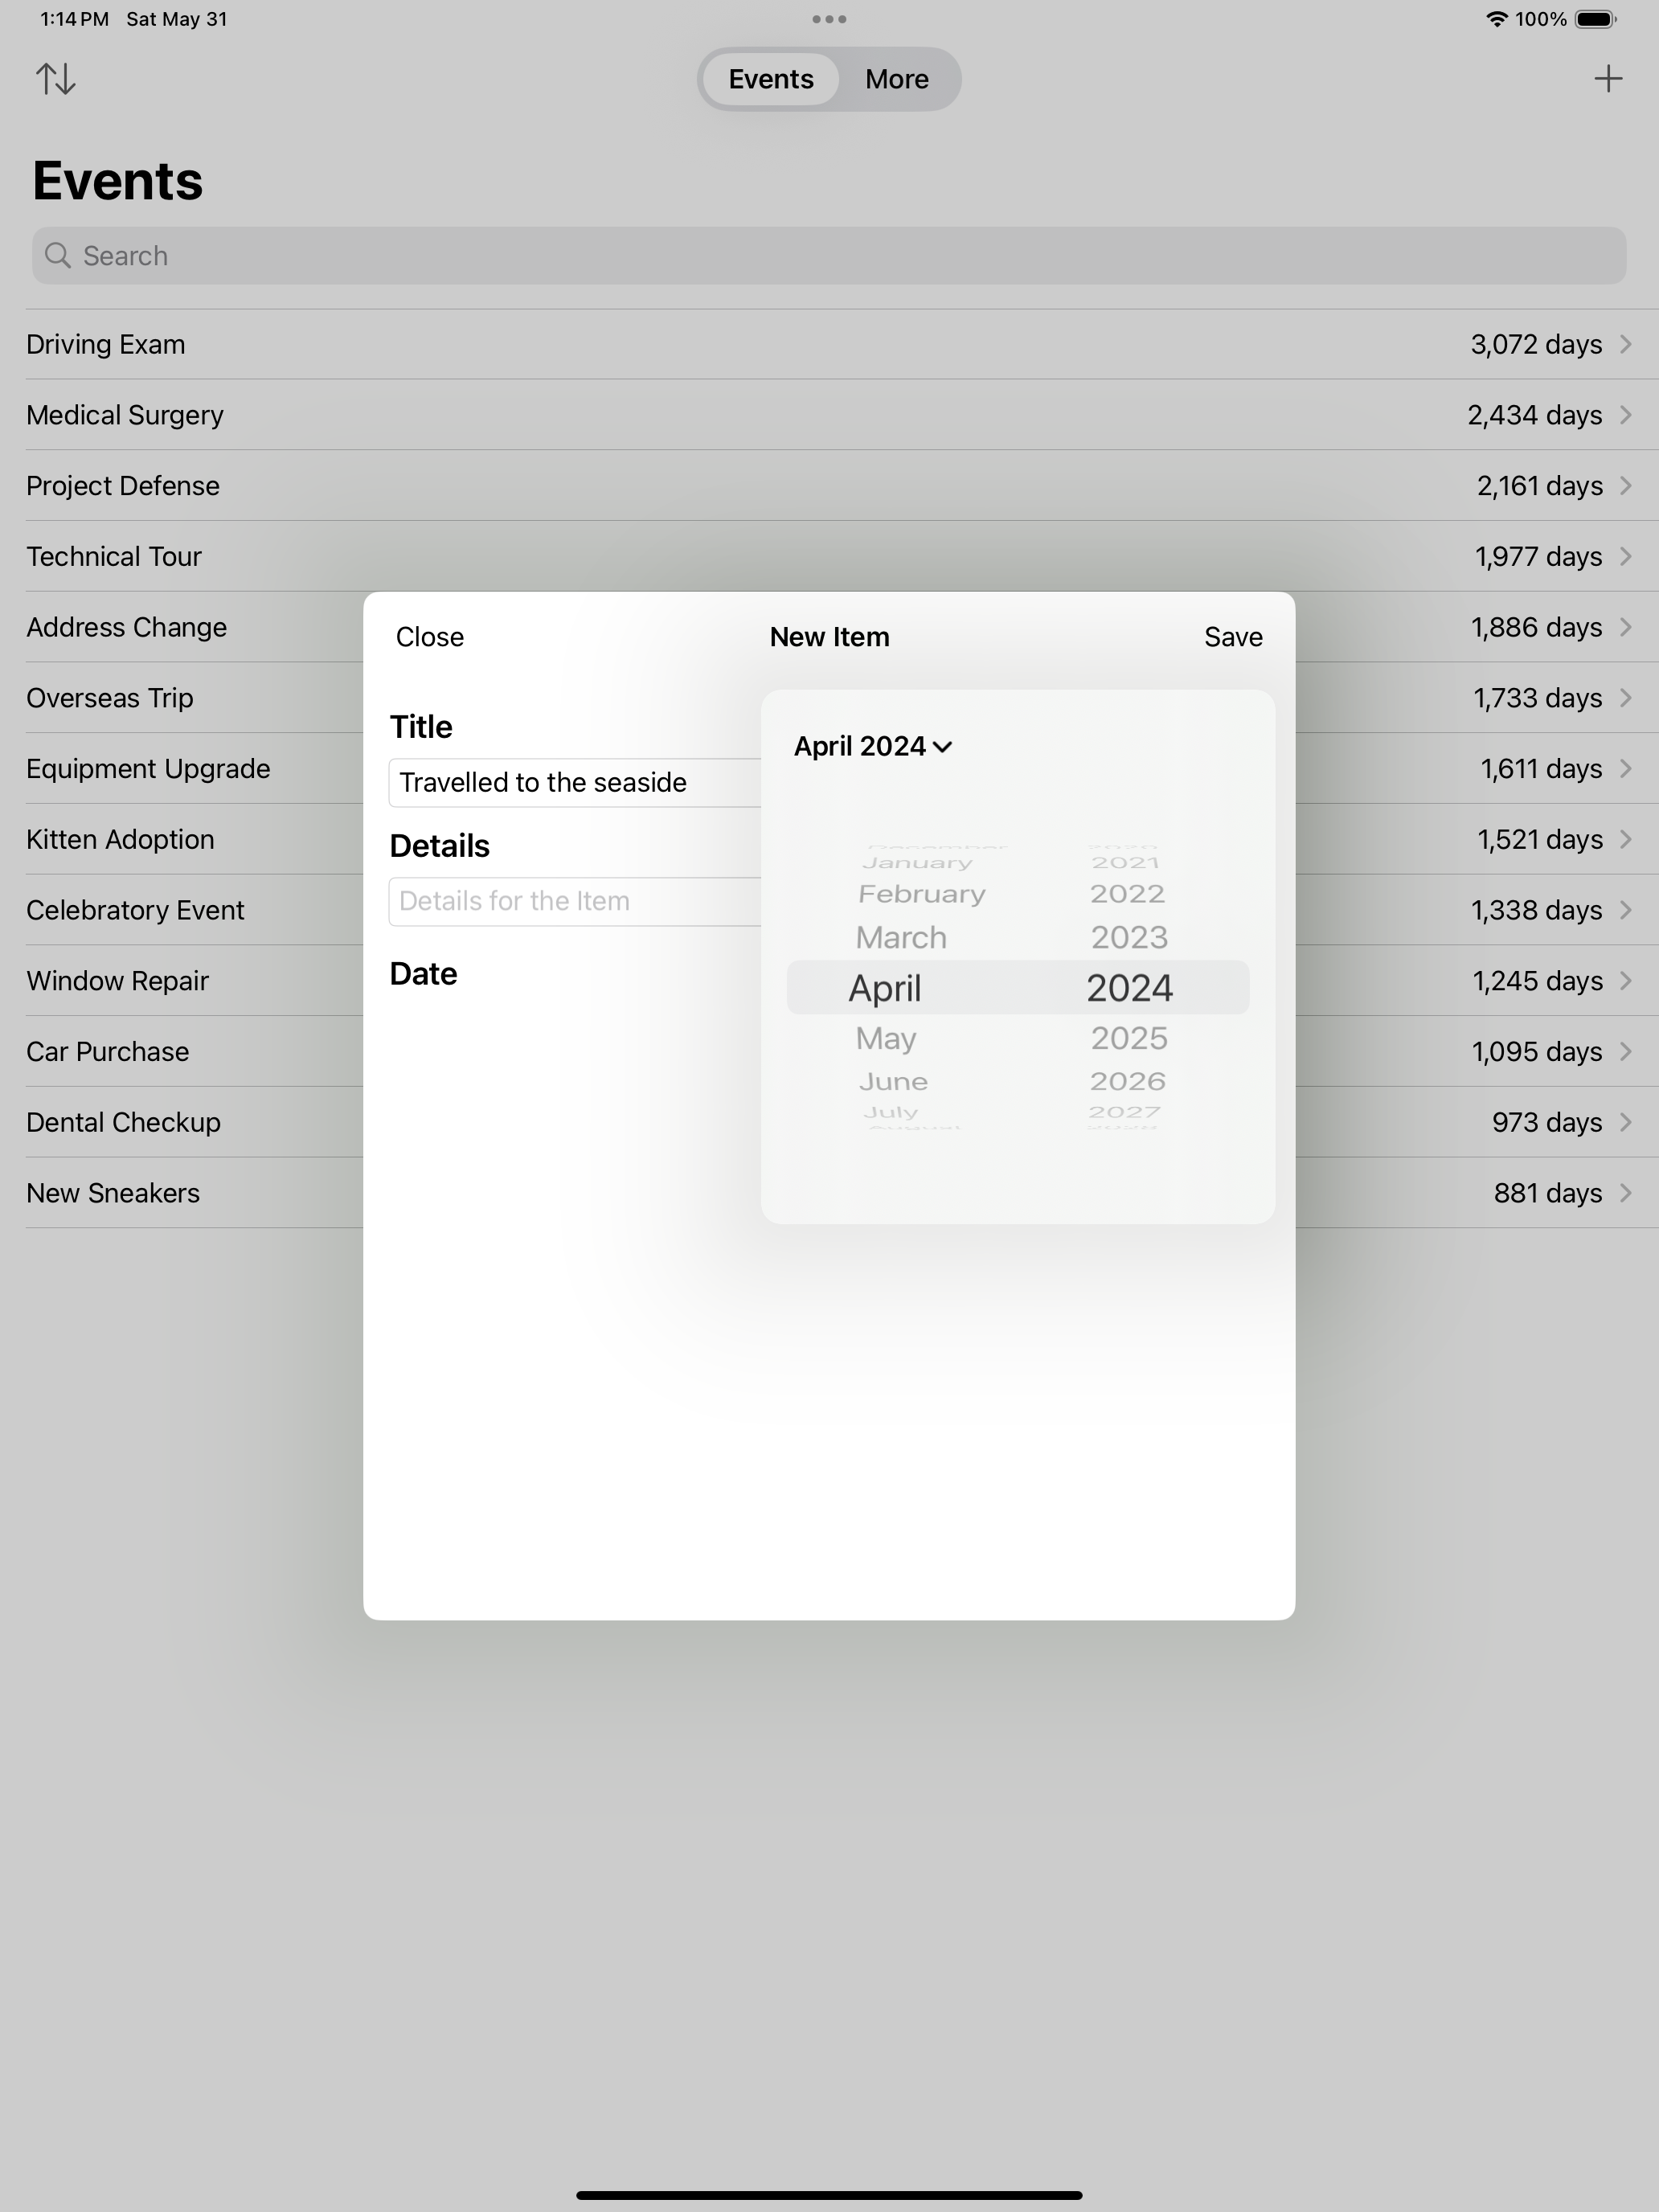 1:14 PM Sat May 31
100%
Events More
Events
Search
Driving Exam 3,072 days
Medical Surgery 2,434 days
Project Defense 2,161 days
Technical Tour 1,977 days
Address Change 1,886 days
Overseas Trip 1,733 days
Equipment Upgrade 1,611 days
Kitten Adoption 1,521 days
Celebratory Event 1,338 days
Window Repair 1,245 days
Car Purchase 1,095 days
Dental Checkup 973 days
New Sneakers 881 days
Close New Item Save
Title
Travelled to the seaside
Details
Details for the Item
Date
April 2024
December 2020
January 2021
February 2022
March 2023
April 2024
May 2025
June 2026
July 2027
August 2028